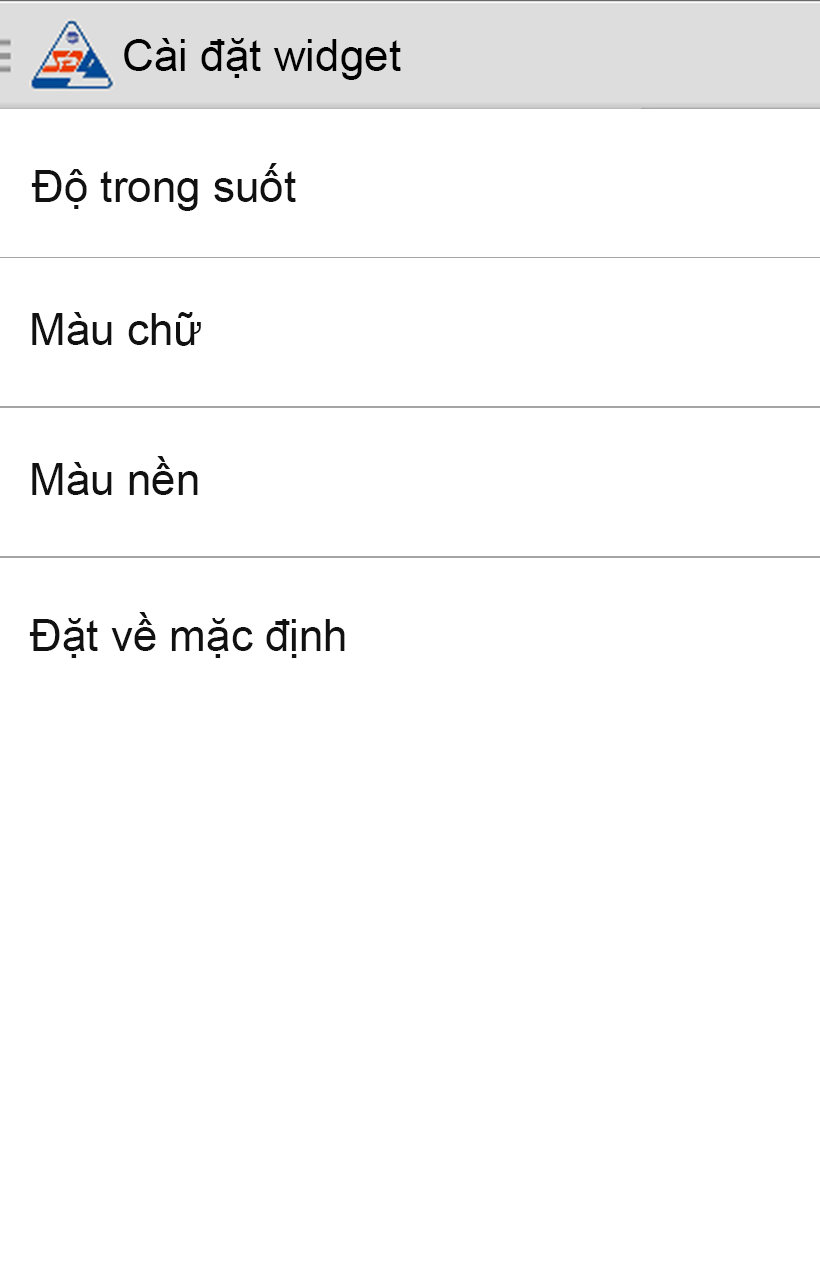 Cài đặt widget
Độ trong suốt
Màu chữ
Màu nền
Đặt về mặc định